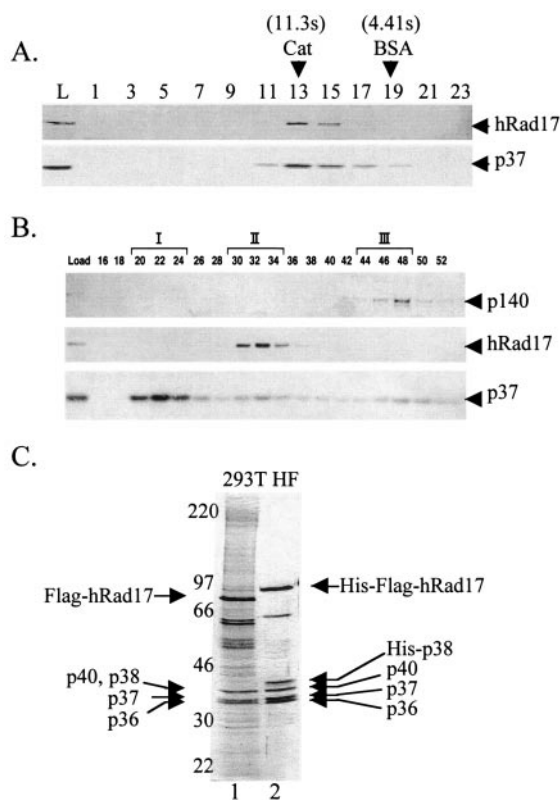 (11.3s) (4.41s)
A. Cat BSA
L 1 3 5 7 9 11 13 15 17 19 21 23
hRad17
p37
B. I II III
Load 16 18 20 22 24 26 28 30 32 34 36 38 40 42 44 46 48 50 52
p140
hRad17
p37
C.
293T HF
220
97
Flag-hRad17 His-Flag-hRad17
66
46
His-p38
p40, p38 p40
p37 p37
p36 p36
30
22
1 2